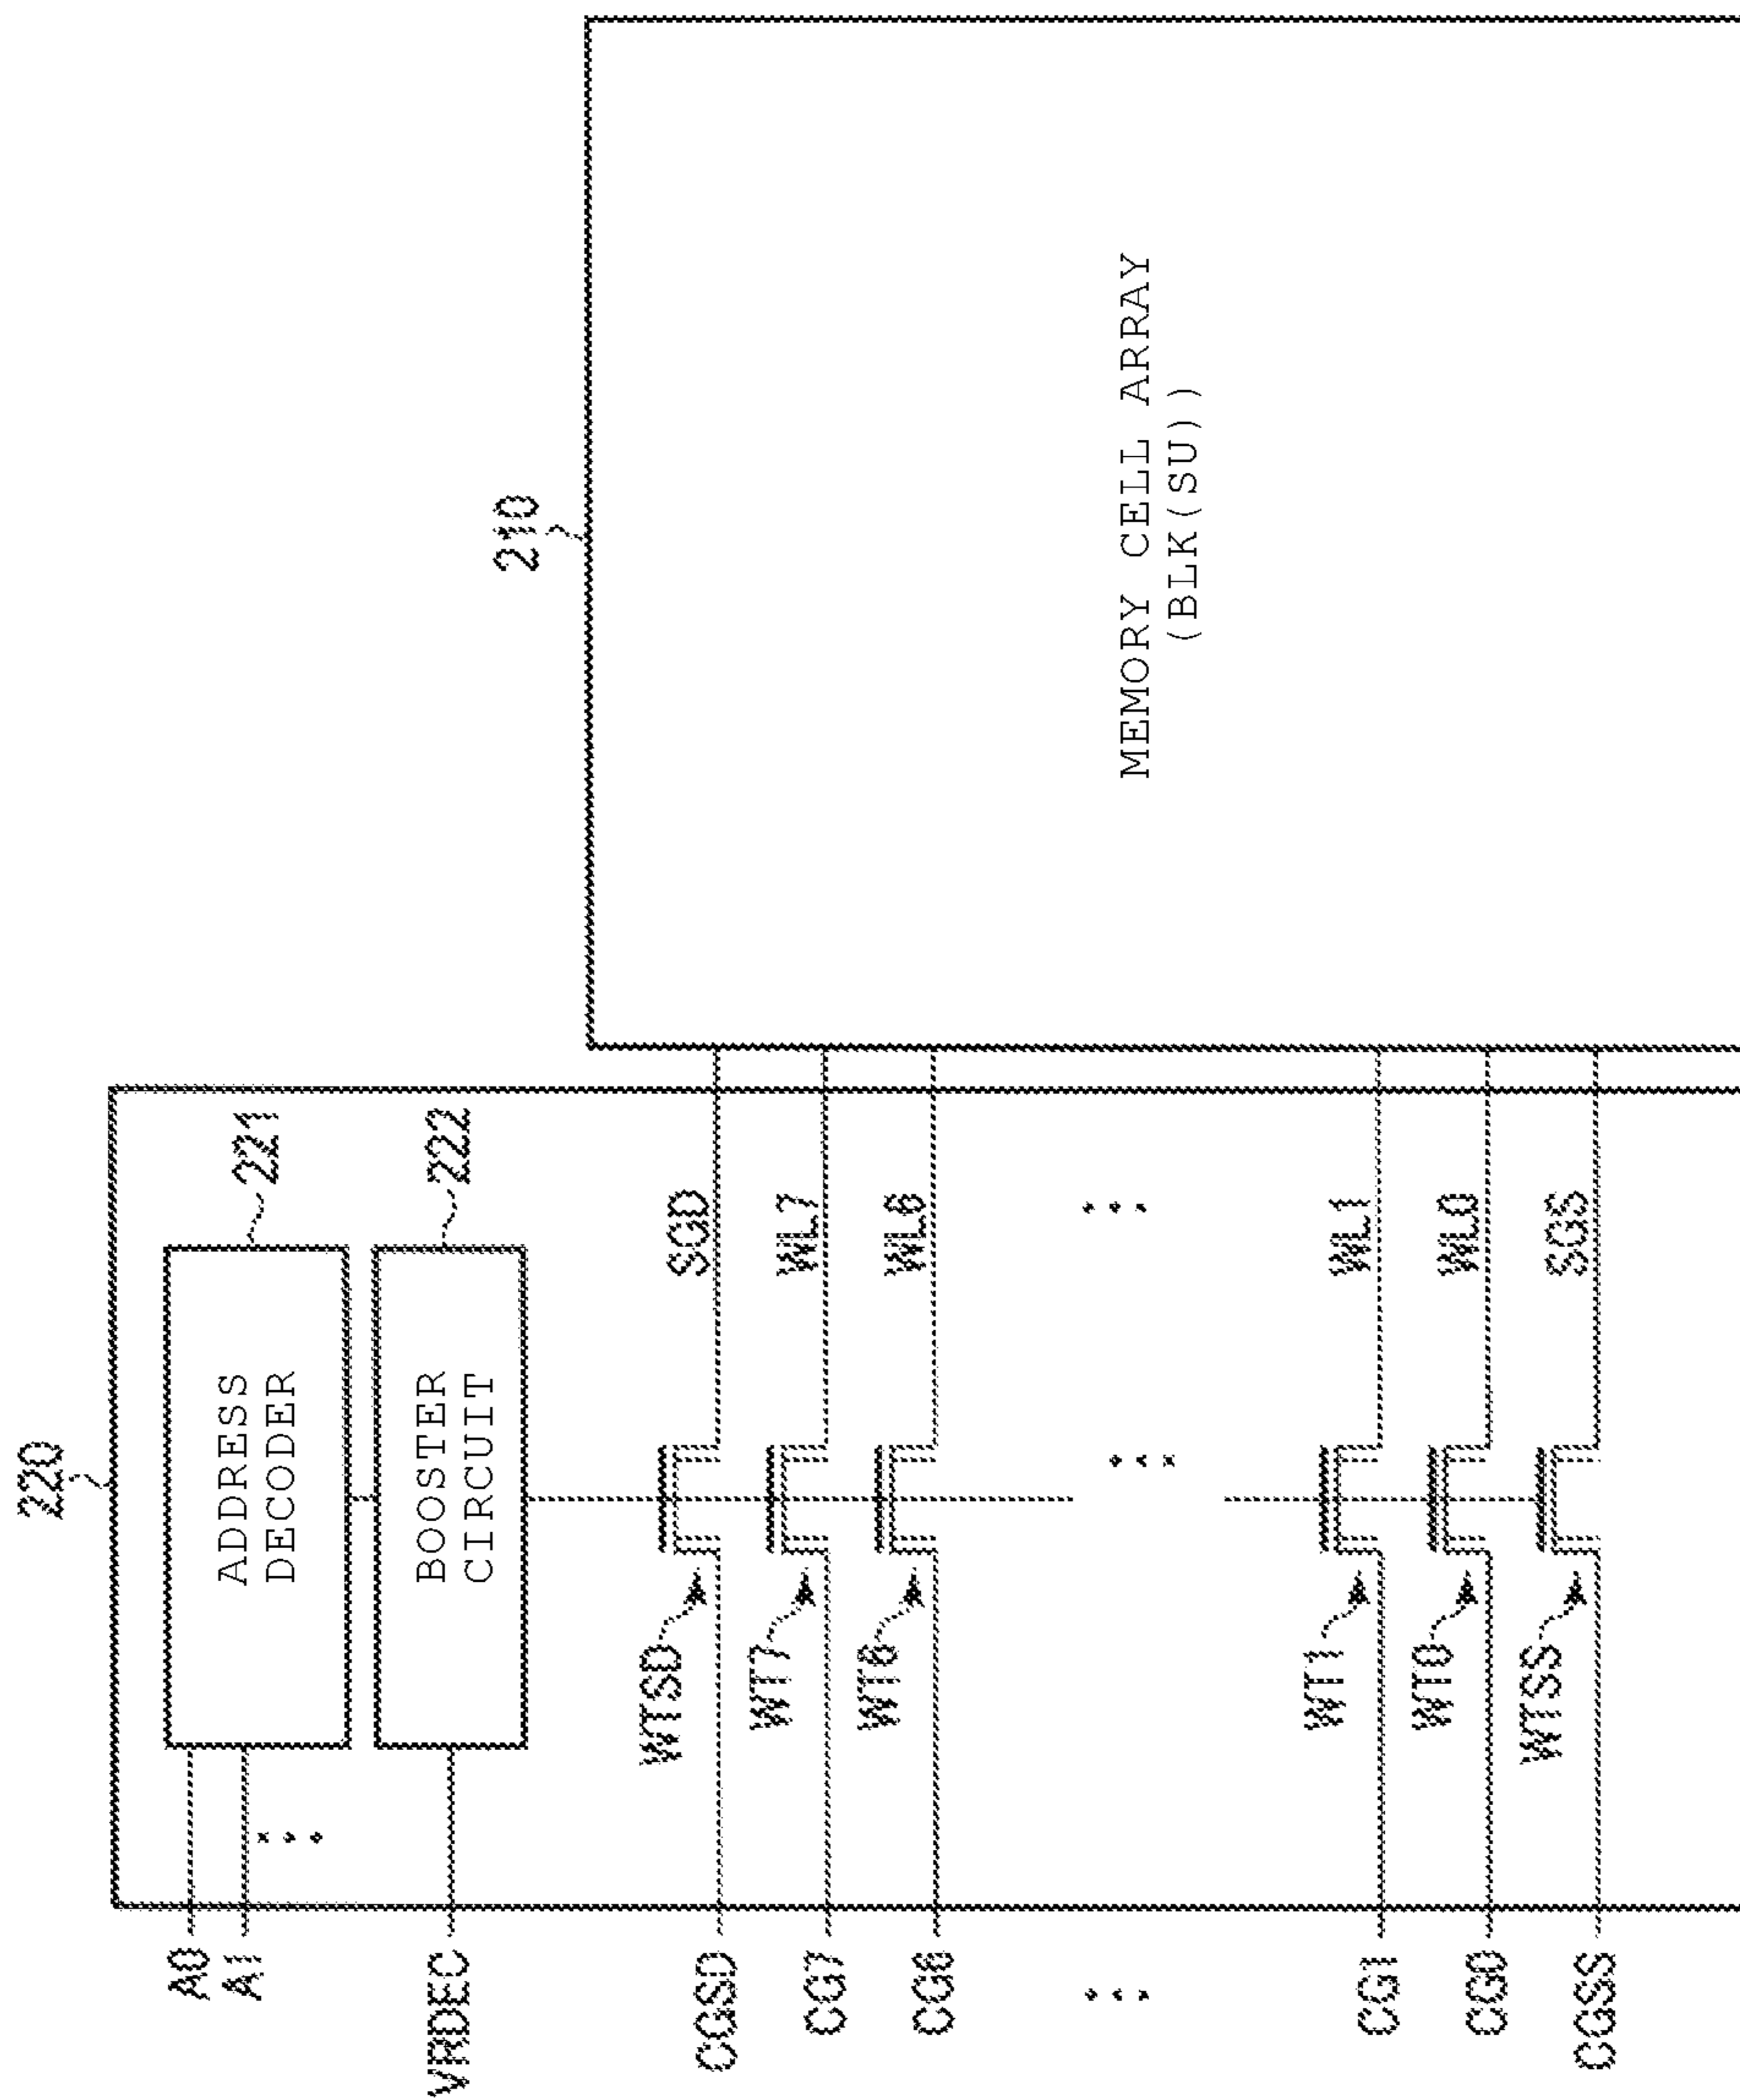 220
210
A0
A1
ADDRESS
DECODER
221
VRDEC
BOOSTER
CIRCUIT
222
CGSD
WTSD
SGD
CG7
WT7
WL7
CG6
WT6
WL6
MEMORY CELL ARRAY
(BLK(SU))
CG1
WT1
WL1
CG0
WT0
WL0
CGSS
WTSS
SGS